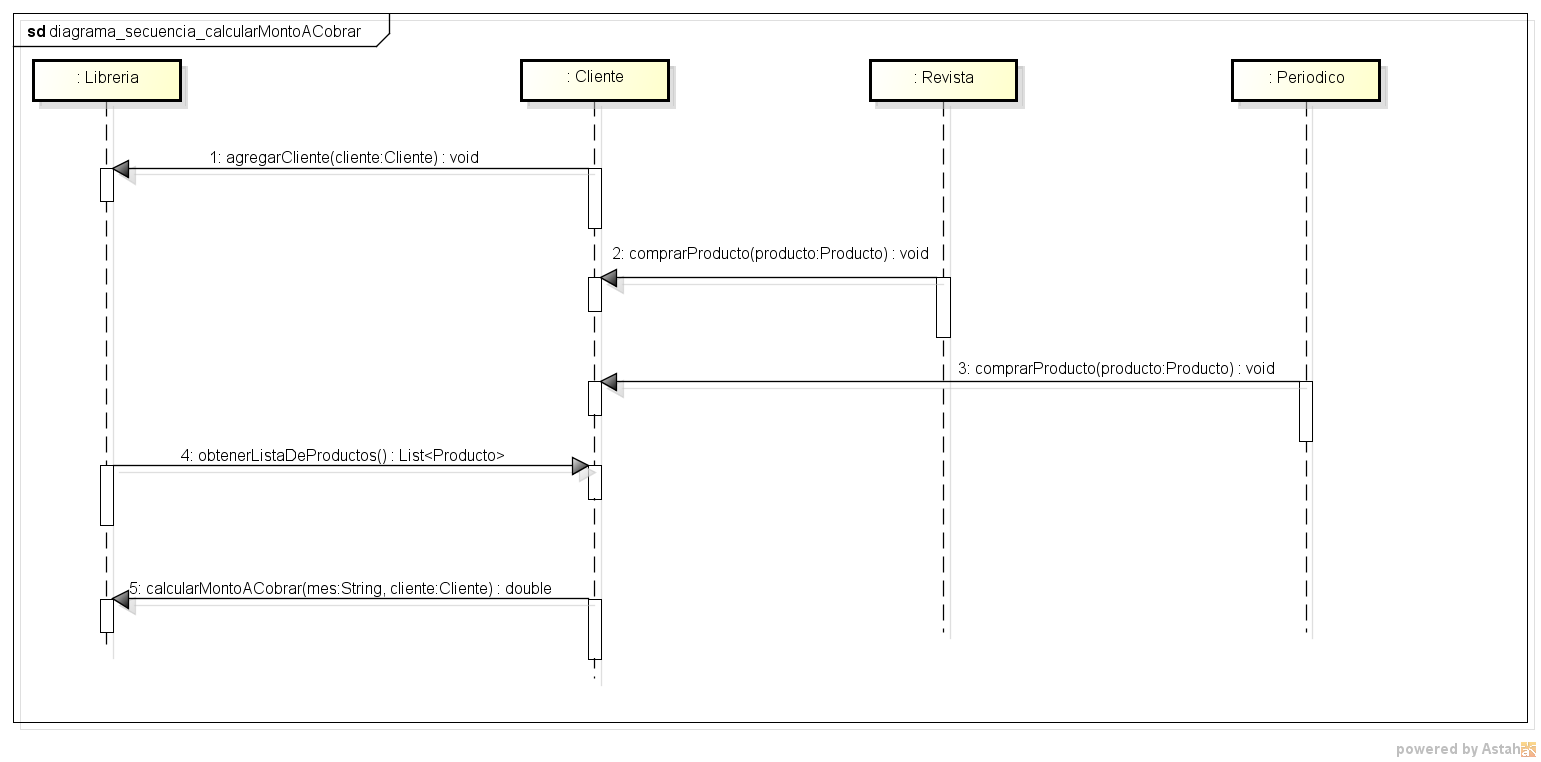 sd diagrama_secuencia_calcularMontoACobrar
: Libreria
: Cliente
: Revista
: Periodico
1: agregarCliente(cliente:Cliente) : void
2: comprarProducto(producto:Producto) : void
3: comprarProducto(producto:Producto) : void
4: obtenerListaDeProductos() : List<Producto>
5: calcularMontoACobrar(mes:String, cliente:Cliente) : double
powered by Astah